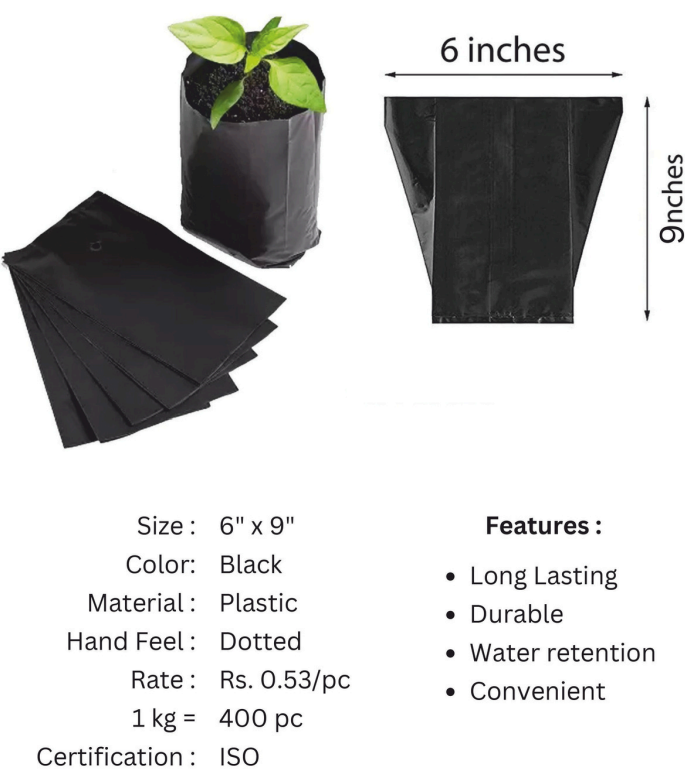 6 inches
9nches
Size : 6" x 9"
Color: Black
Material : Plastic
Hand Feel : Dotted
Rate : Rs. 0.53/pc
1 kg = 400 pc
Certification : ISO
Features :
• Long Lasting
• Durable
• Water retention
• Convenient